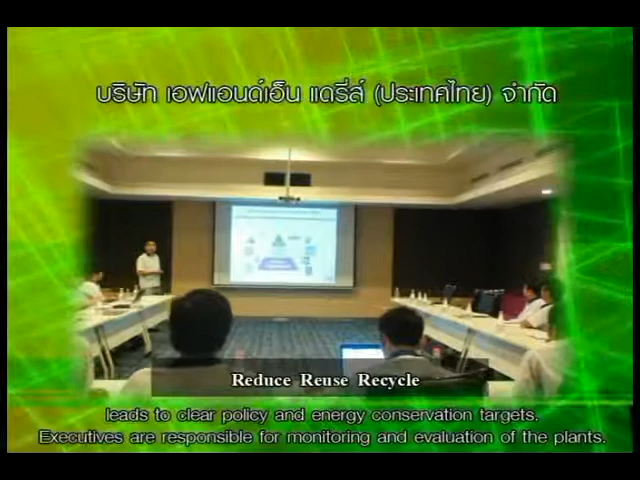 บริษัท เอฟแอนด์เอ็น แดรี่ส์ (ประเทศไทย) จำกัด
Reduce Reuse Recycle
leads to clear policy and energy conservation targets.
Executives are responsible for monitoring and evaluation of the plants.